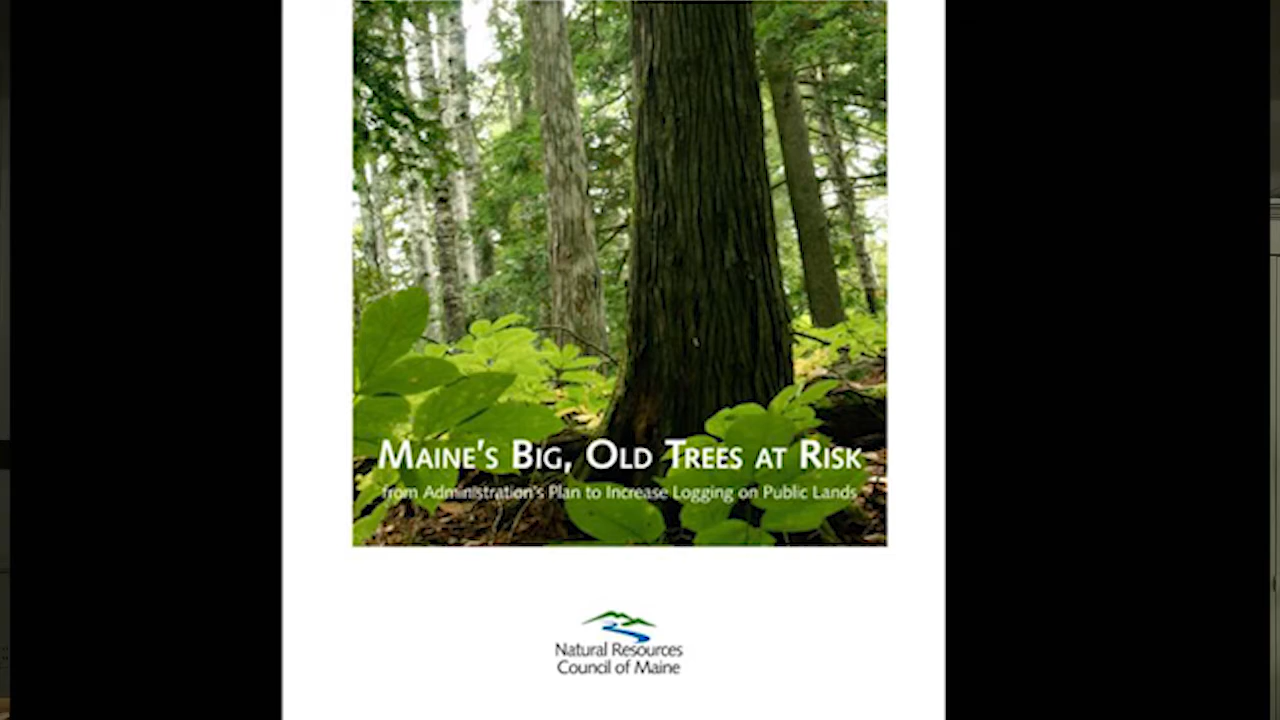 MAINE'S BIG, OLD TREES AT RISK
from Administration's Plan to Increase Logging on Public Lands
Natural Resources
Council of Maine